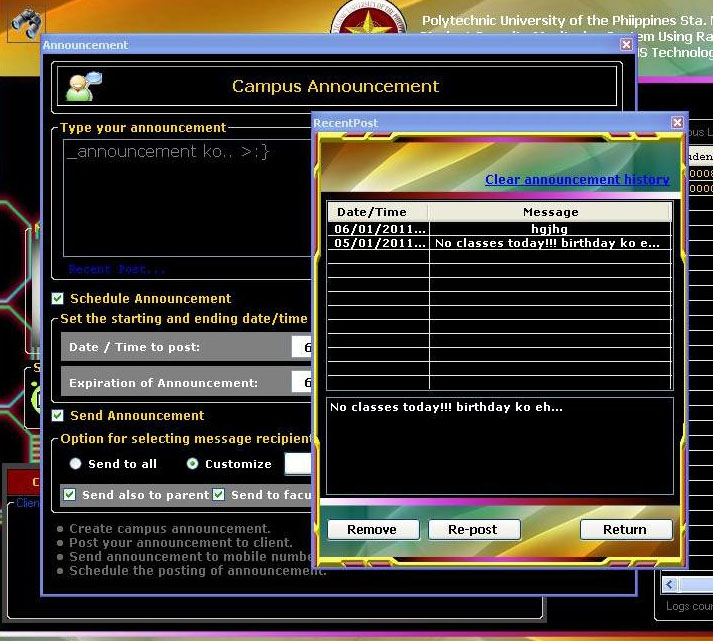 Polytechnic University of the Phiipines Sta.
Announcement
Campus Announcement
Type your announcement
_announcement ko.. >:}
Recent Post...
Schedule Announcement
Set the starting and ending date/time
Date / Time to post:
6
Expiration of Announcement:
6
Send Announcement
Option for selecting message recipient
Send to all
Customize
Send also to parent
Send to facu
Create campus announcement.
Post your announcement to client.
Send announcement to mobile numbe
Schedule the posting of announcement.
RecentPost
Clear announcement history
Date/Time Message
06/01/2011... hgjhg
05/01/2011... No classes today!!! birthday ko e...
No classes today!!! birthday ko eh...
Remove
Re-post
Return
em Using Ra
S Technolog
Logs coun